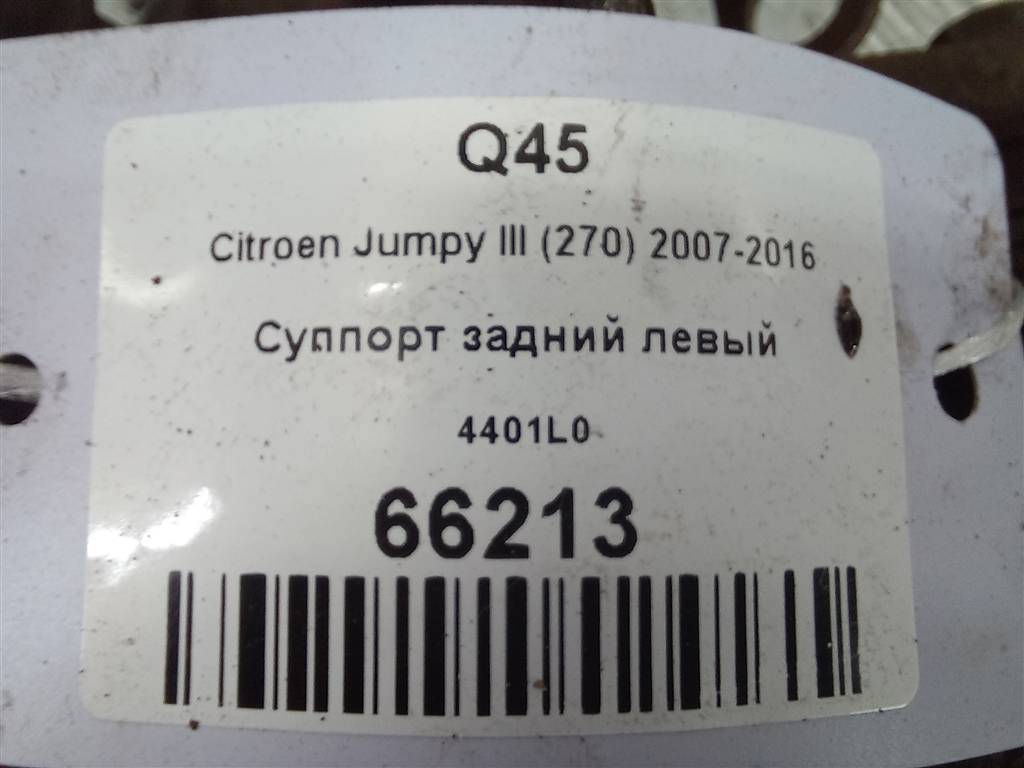 Q45
Citroen Jumpy III (270) 2007-2016
Суппорт задний левый
4401L0
66213